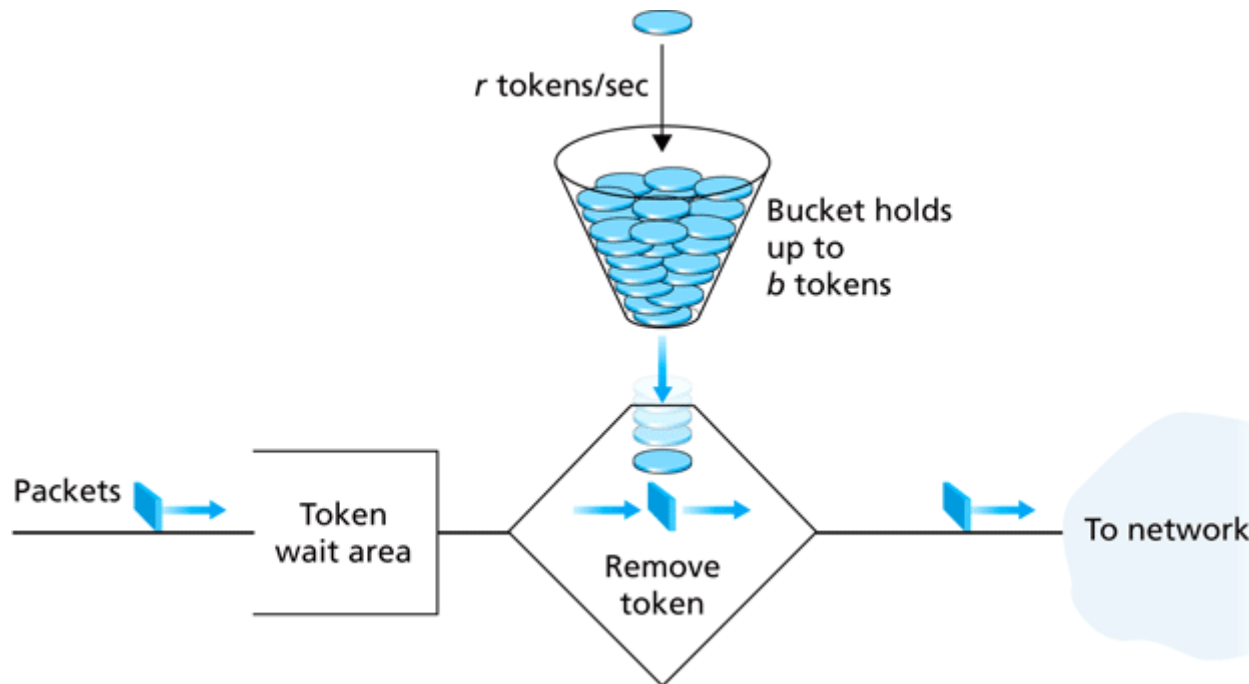 r tokens/sec
Bucket holds
up to
b tokens
Packets
Token
wait area
Remove
token
To network